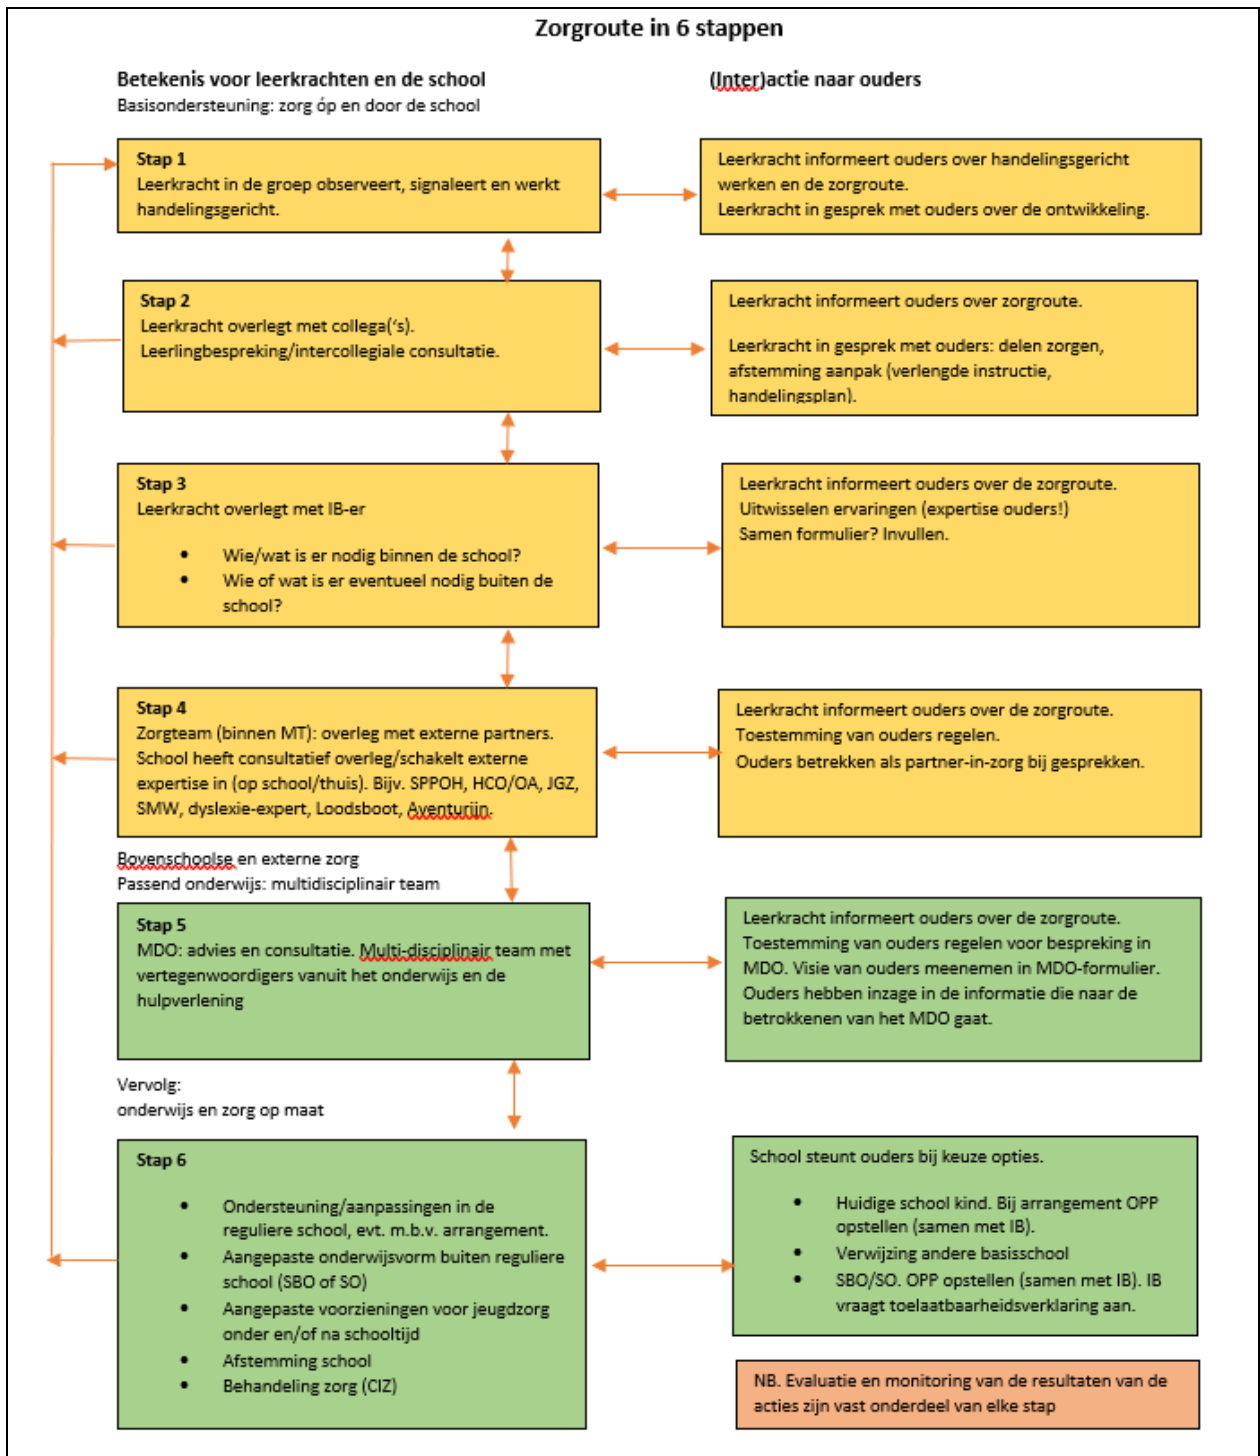 Zorgroute in 6 stappen
Betekenis voor leerkrachten en de school
(Inter)actie naar ouders
Basisondersteuning: zorg óp en door de school
Stap 1
Leerkracht in de groep observeert, signaleert en werkt
handelingsgericht.
Leerkracht informeert ouders over handelingsgericht
werken en de zorgroute.
Leerkracht in gesprek met ouders over de ontwikkeling.
Stap 2
Leerkracht overlegt met collega('s).
Leerlingbespreking/intercollegiale consultatie.
Leerkracht informeert ouders over zorgroute.
Leerkracht in gesprek met ouders: delen zorgen,
afstemming aanpak (verlengde instructie,
handelingsplan).
Stap 3
Leerkracht overlegt met IB-er
• Wie/wat is er nodig binnen de school?
• Wie of wat is er eventueel nodig buiten de
school?
Leerkracht informeert ouders over de zorgroute.
Uitwisselen ervaringen (expertise ouders!)
Samen formulier? Invullen.
Stap 4
Zorgteam (binnen MT): overleg met externe partners.
School heeft consultatief overleg/schakelt externe
expertise in (op school/thuis). Bijv. SPPOH, HCO/OA, JGZ,
SMW, dyslexie-expert, Loodsboot, Aventurijn.
Leerkracht informeert ouders over de zorgroute.
Toestemming van ouders regelen.
Ouders betrekken als partner-in-zorg bij gesprekken.
Bovenschoolse en externe zorg
Passend onderwijs: multidisciplinair team
Stap 5
MDO: advies en consultatie. Multi-disciplinair team met
vertegenwoordigers vanuit het onderwijs en de
hulpverlening
Leerkracht informeert ouders over de zorgroute.
Toestemming van ouders regelen voor bespreking in
MDO. Visie van ouders meenemen in MDO-formulier.
Ouders hebben inzage in de informatie die naar de
betrokkenen van het MDO gaat.
Vervolg:
onderwijs en zorg op maat
Stap 6
• Ondersteuning/aanpassingen in de
reguliere school, evt. m.b.v. arrangement.
• Aangepaste onderwijsvorm buiten reguliere
school (SBO of SO)
• Aangepaste voorzieningen voor jeugdzorg
onder en/of na schooltijd
• Afstemming school
• Behandeling zorg (CIZ)
School steunt ouders bij keuze opties.
• Huidige school kind. Bij arrangement OPP
opstellen (samen met IB).
• Verwijzing andere basisschool
• SBO/SO. OPP opstellen (samen met IB). IB
vraagt toelaatbaarheidsverklaring aan.
NB. Evaluatie en monitoring van de resultaten van de
acties zijn vast onderdeel van elke stap